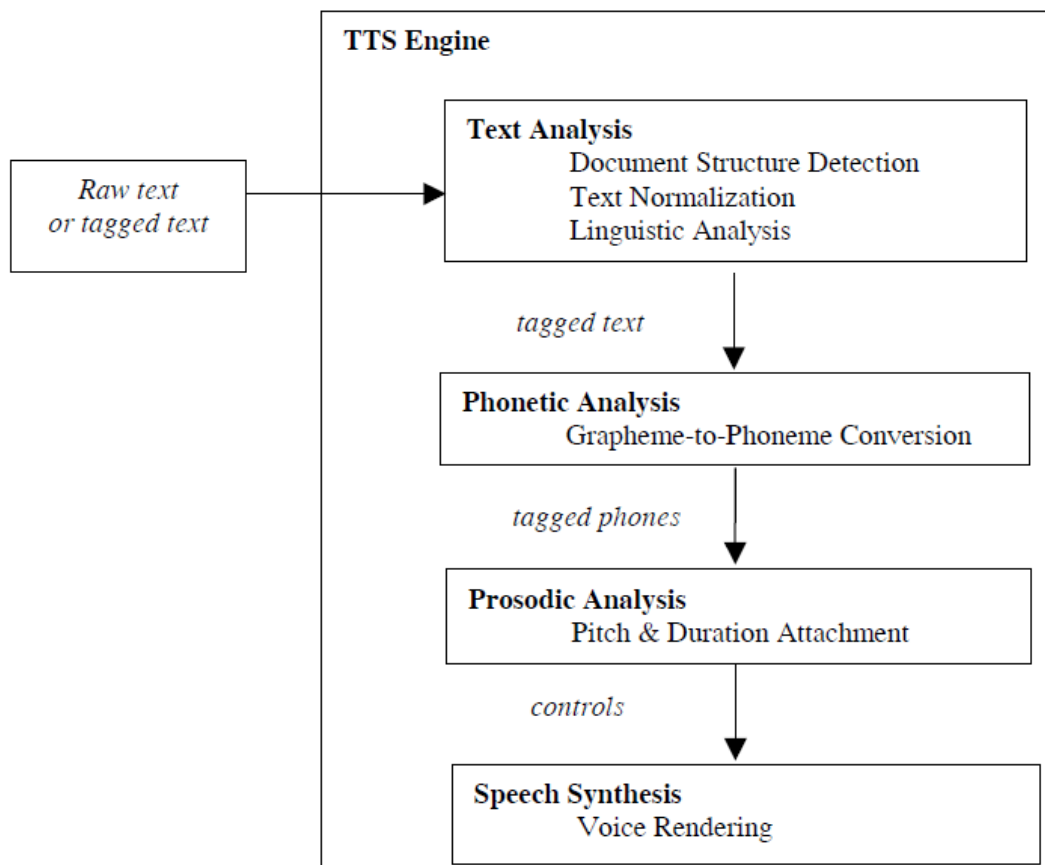 TTS Engine
Text Analysis
Document Structure Detection
Text Normalization
Linguistic Analysis
Raw text
or tagged text
tagged text
Phonetic Analysis
Grapheme-to-Phoneme Conversion
tagged phones
Prosodic Analysis
Pitch & Duration Attachment
controls
Speech Synthesis
Voice Rendering